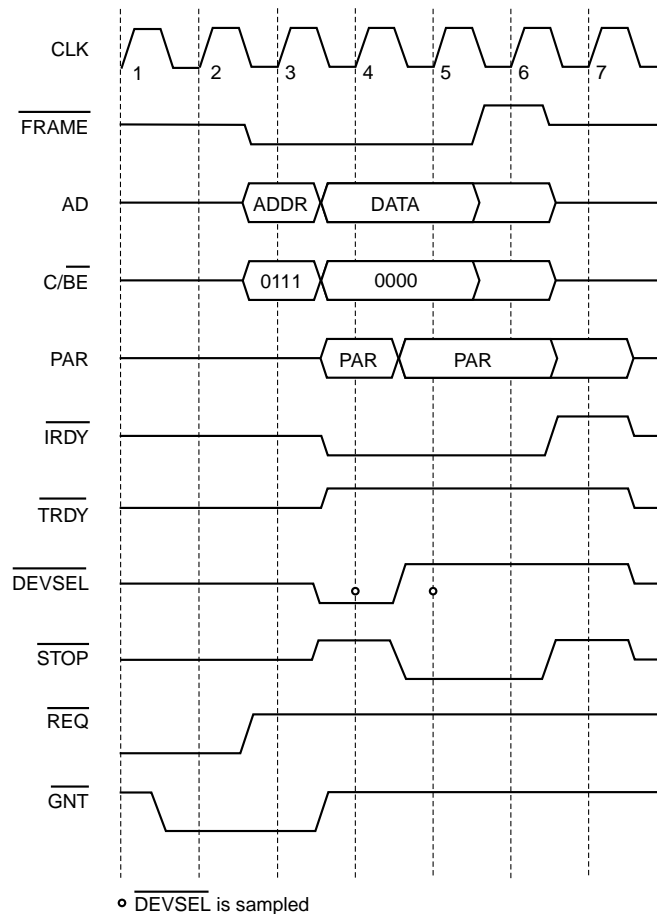 CLK
1 2 3 4 5 6 7
FRAME
AD ADDR DATA
C/BE 0111 0000
PAR PAR PAR
IRDY
TRDY
DEVSEL
STOP
REQ
GNT
DEVSEL is sampled